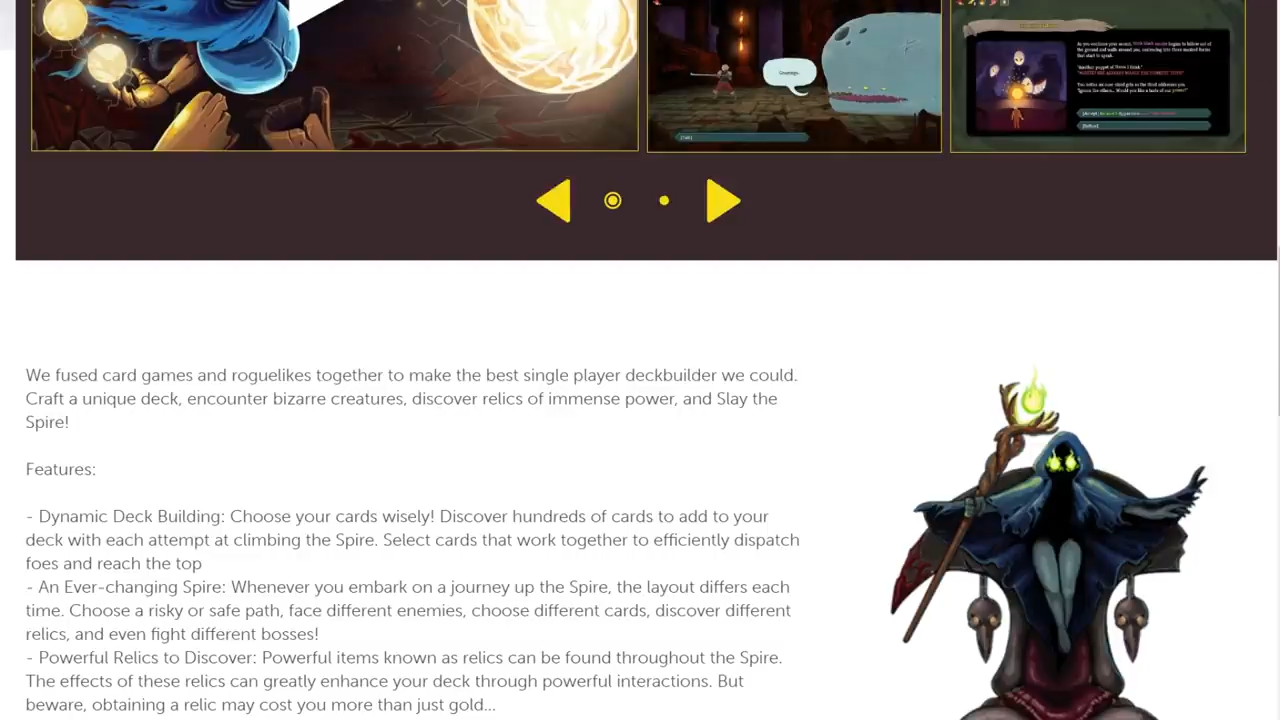 Greetings.
[Talk]
We fused card games and roguelikes together to make the best single player deckbuilder we could.
Craft a unique deck, encounter bizarre creatures, discover relics of immense power, and Slay the
Spire!
Features:
- Dynamic Deck Building: Choose your cards wisely! Discover hundreds of cards to add to your
deck with each attempt at climbing the Spire. Select cards that work together to efficiently dispatch
foes and reach the top
- An Ever-changing Spire: Whenever you embark on a journey up the Spire, the layout differs each
time. Choose a risky or safe path, face different enemies, choose different cards, discover different
relics, and even fight different bosses!
- Powerful Relics to Discover: Powerful items known as relics can be found throughout the Spire.
The effects of these relics can greatly enhance your deck through powerful interactions. But
beware, obtaining a relic may cost you more than just gold...